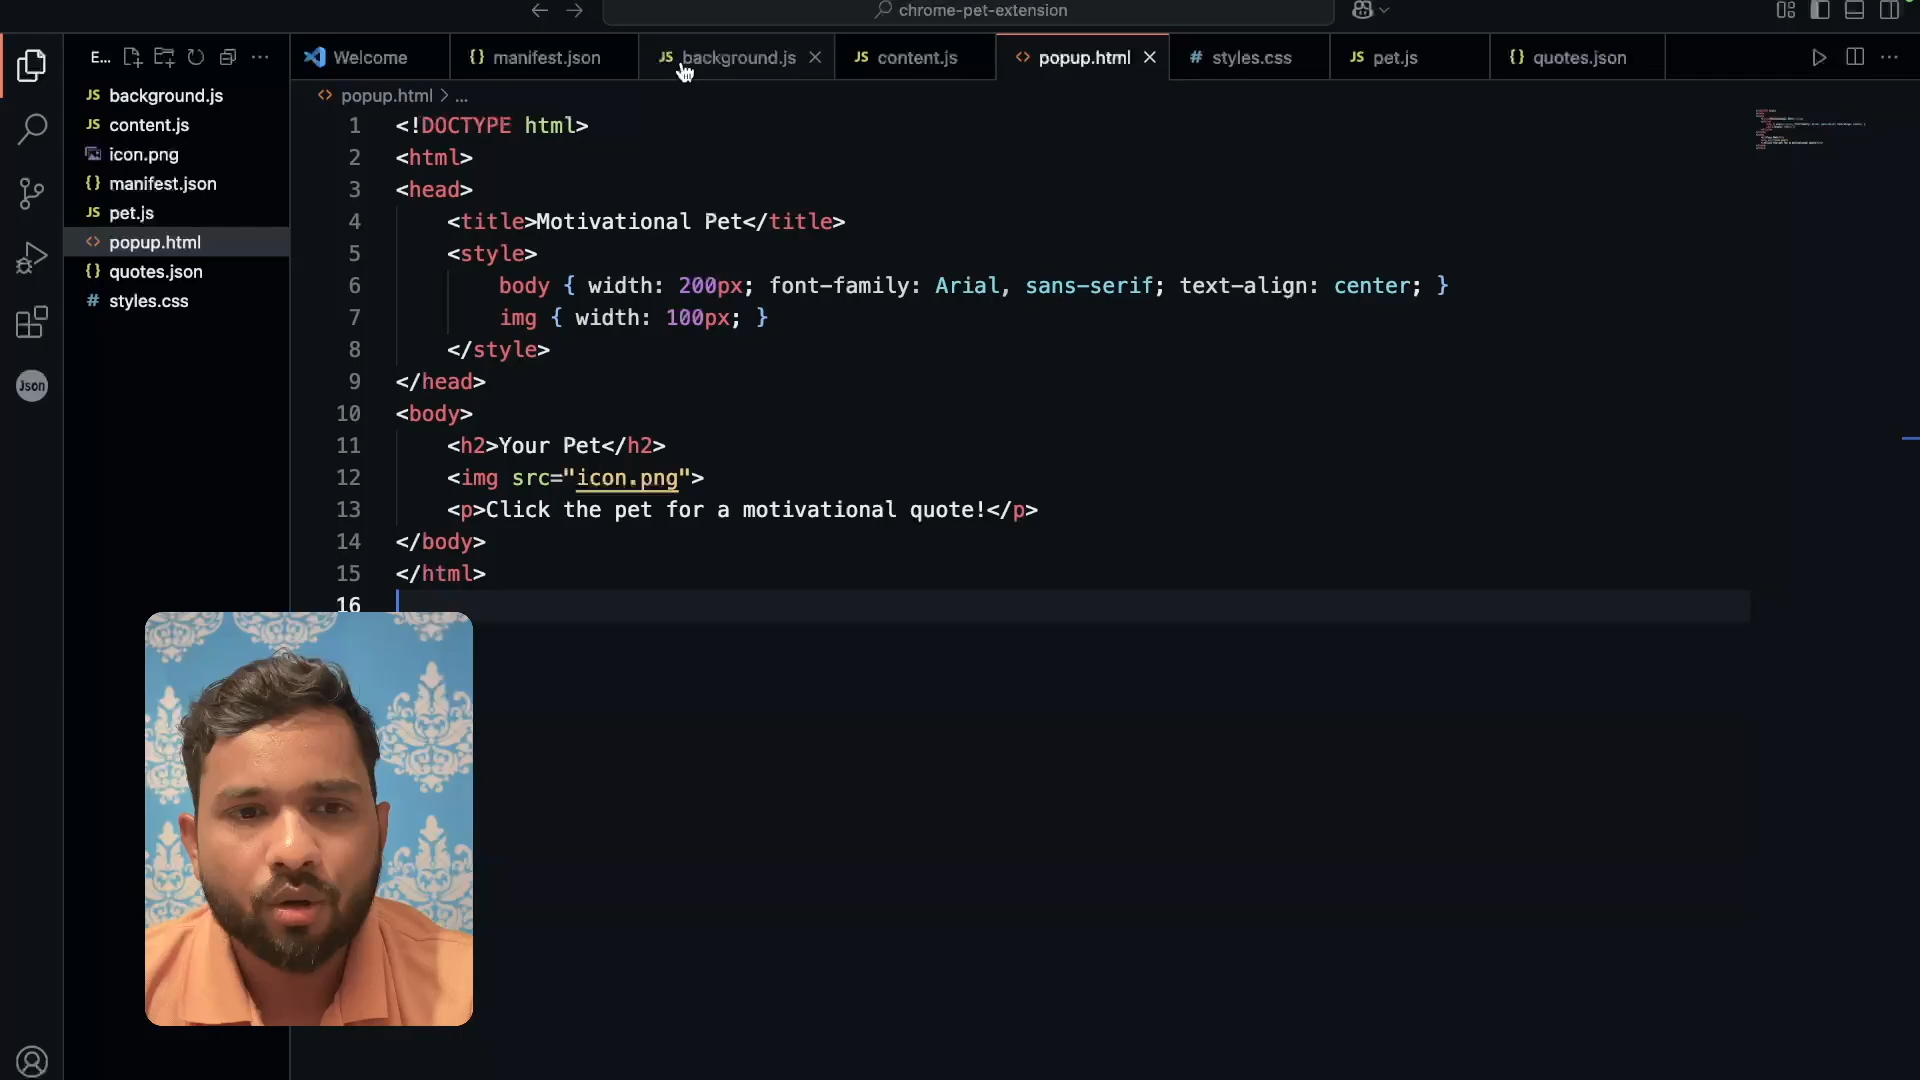 chrome-pet-extension
E...
Welcome
{} manifest.json
JS background.js
JS content.js
<> popup.html
# styles.css
JS pet.js
{} quotes.json
JS background.js
JS content.js
icon.png
{} manifest.json
JS pet.js
<> popup.html
{} quotes.json
# styles.css
Json
<> popup.html > ...
1 <!DOCTYPE html>
2 <html>
3 <head>
4 <title>Motivational Pet</title>
5 <style>
6 body { width: 200px; font-family: Arial, sans-serif; text-align: center; }
7 img { width: 100px; }
8 </style>
9 </head>
10 <body>
11 <h2>Your Pet</h2>
12 <img src="icon.png">
13 <p>Click the pet for a motivational quote!</p>
14 </body>
15 </html>
16